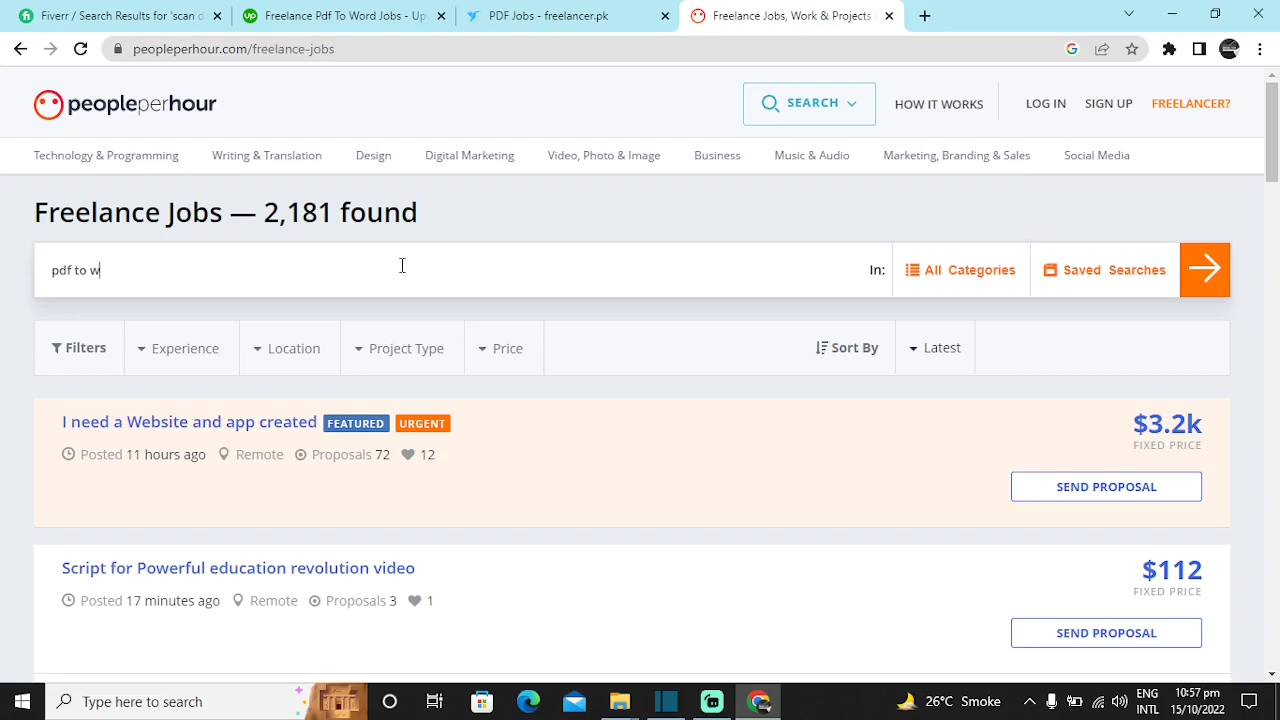 Fiverr / Search Results for 'c
PDF to Word Jobs - Up
PDF Jobs - freelancer.pk
Freelance Jobs, Work & Projects
peopleperhour.com/freelance-jobs
peopleperhour
SEARCH
HOW IT WORKS
LOG IN
SIGN UP
FREELANCER?
Technology & Programming
Writing & Translation
Design
Digital Marketing
Video, Photo & Image
Business
Music & Audio
Marketing, Branding & Sales
Social Media
Freelance Jobs — 2,181 found
pdf to w
In:
All Categories
Saved Searches
Filters
Experience
Location
Project Type
Price
Sort By
Latest
I need a Website and app created FEATURED URGENT
$3.2k
FIXED PRICE
Posted 11 hours ago Remote Proposals 72 12
SEND PROPOSAL
Script for Powerful education revolution video
$112
FIXED PRICE
Posted 17 minutes ago Remote Proposals 3 1
SEND PROPOSAL
Type here to search
26°C Smoke
ENG
INTL
10:57 pm
15/10/2022